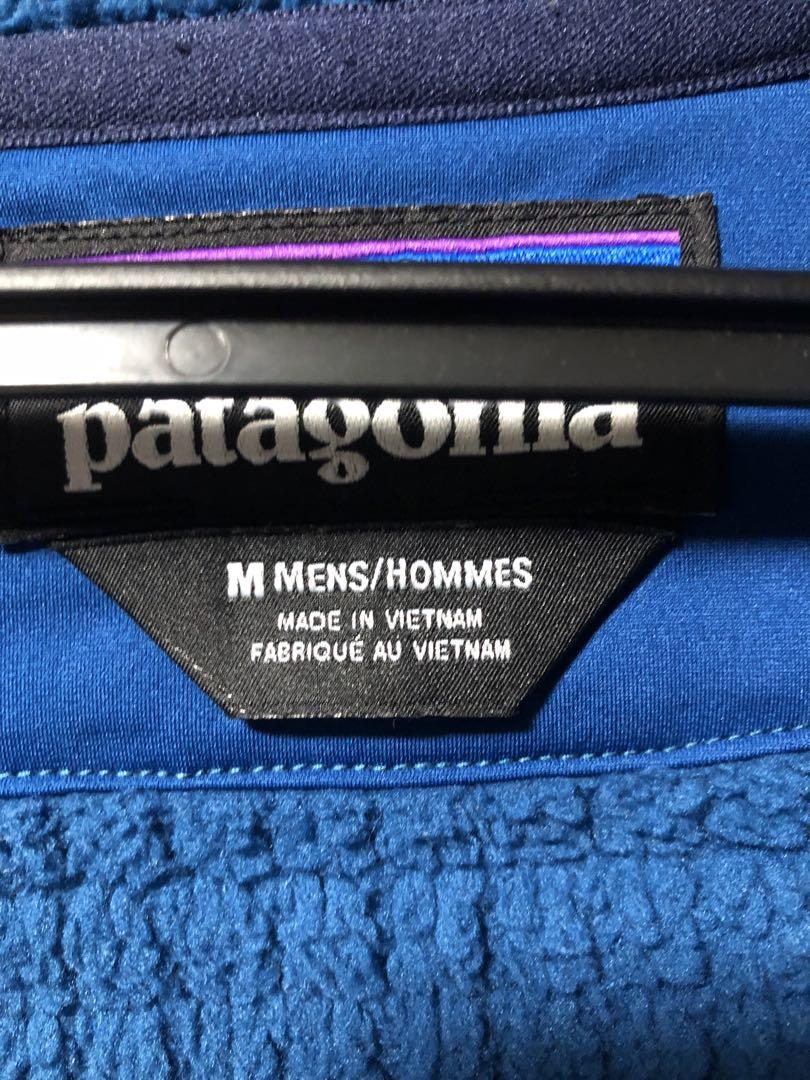 patagonia
M MENS/HOMMES
MADE IN VIETNAM
FABRIQUÉ AU VIETNAM